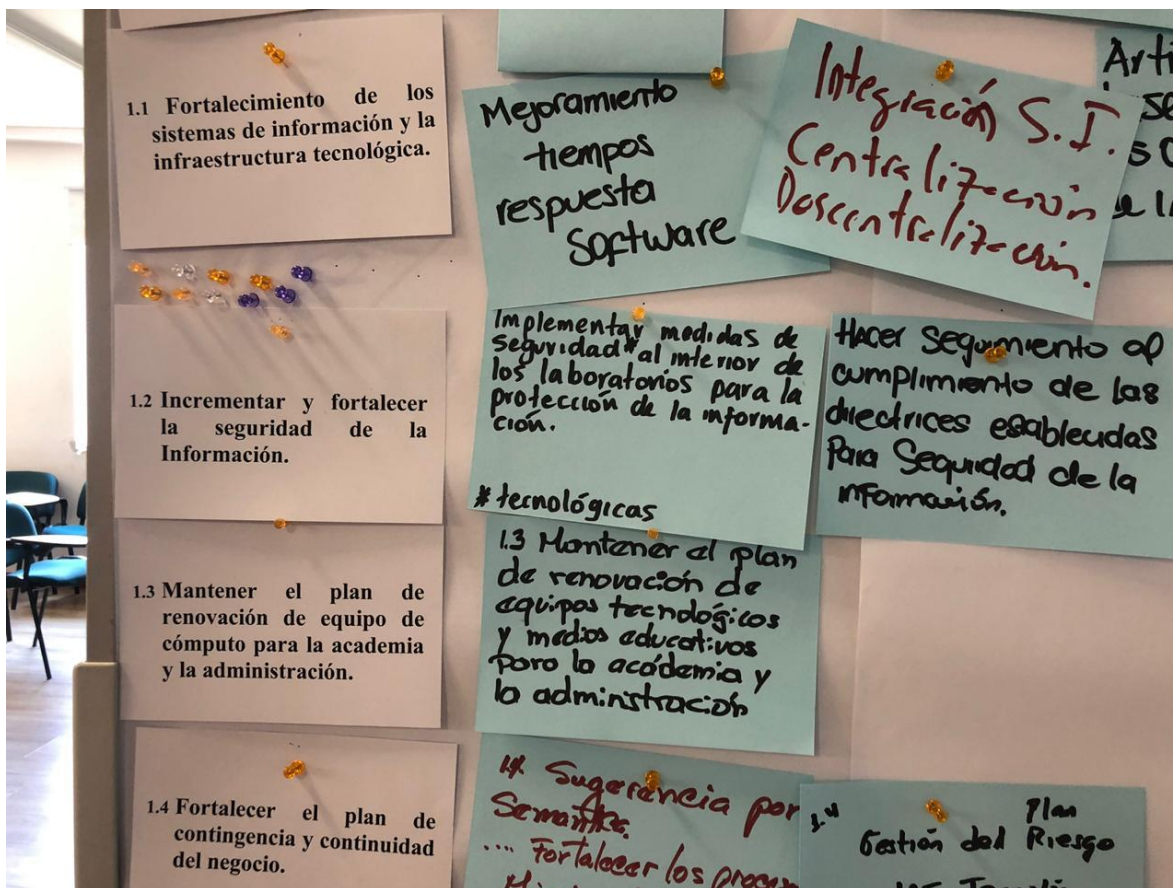 1.1 Fortalecimiento de los
sistemas de información y la
infraestructura tecnológica.
Mejoramiento
tiempos
respuesta
Software
Integración S.I.
Centralización
Descentralización.
Arti
1.2 Incrementar y fortalecer
la seguridad de la
Información.
Implementar medidas de
seguridad* al interior de
los laboratorios para la
protección de la informa-
ción.
* tecnológicas
Hacer seguimiento al
cumplimiento de las
directrices establecidas
Para Seguridad de la
información.
1.3 Mantener el plan de
renovación de equipo de
cómputo para la academia
y la administración.
1.3 Mantener el plan
de renovación de
equipos tecnológicos
y medios educativos
para la académia y
la administración
1.4 Fortalecer el plan de
contingencia y continuidad
del negocio.
1.4 Sugerencia por
.... Fortalecer los
1.4 Plan
Gestión del Riesgo